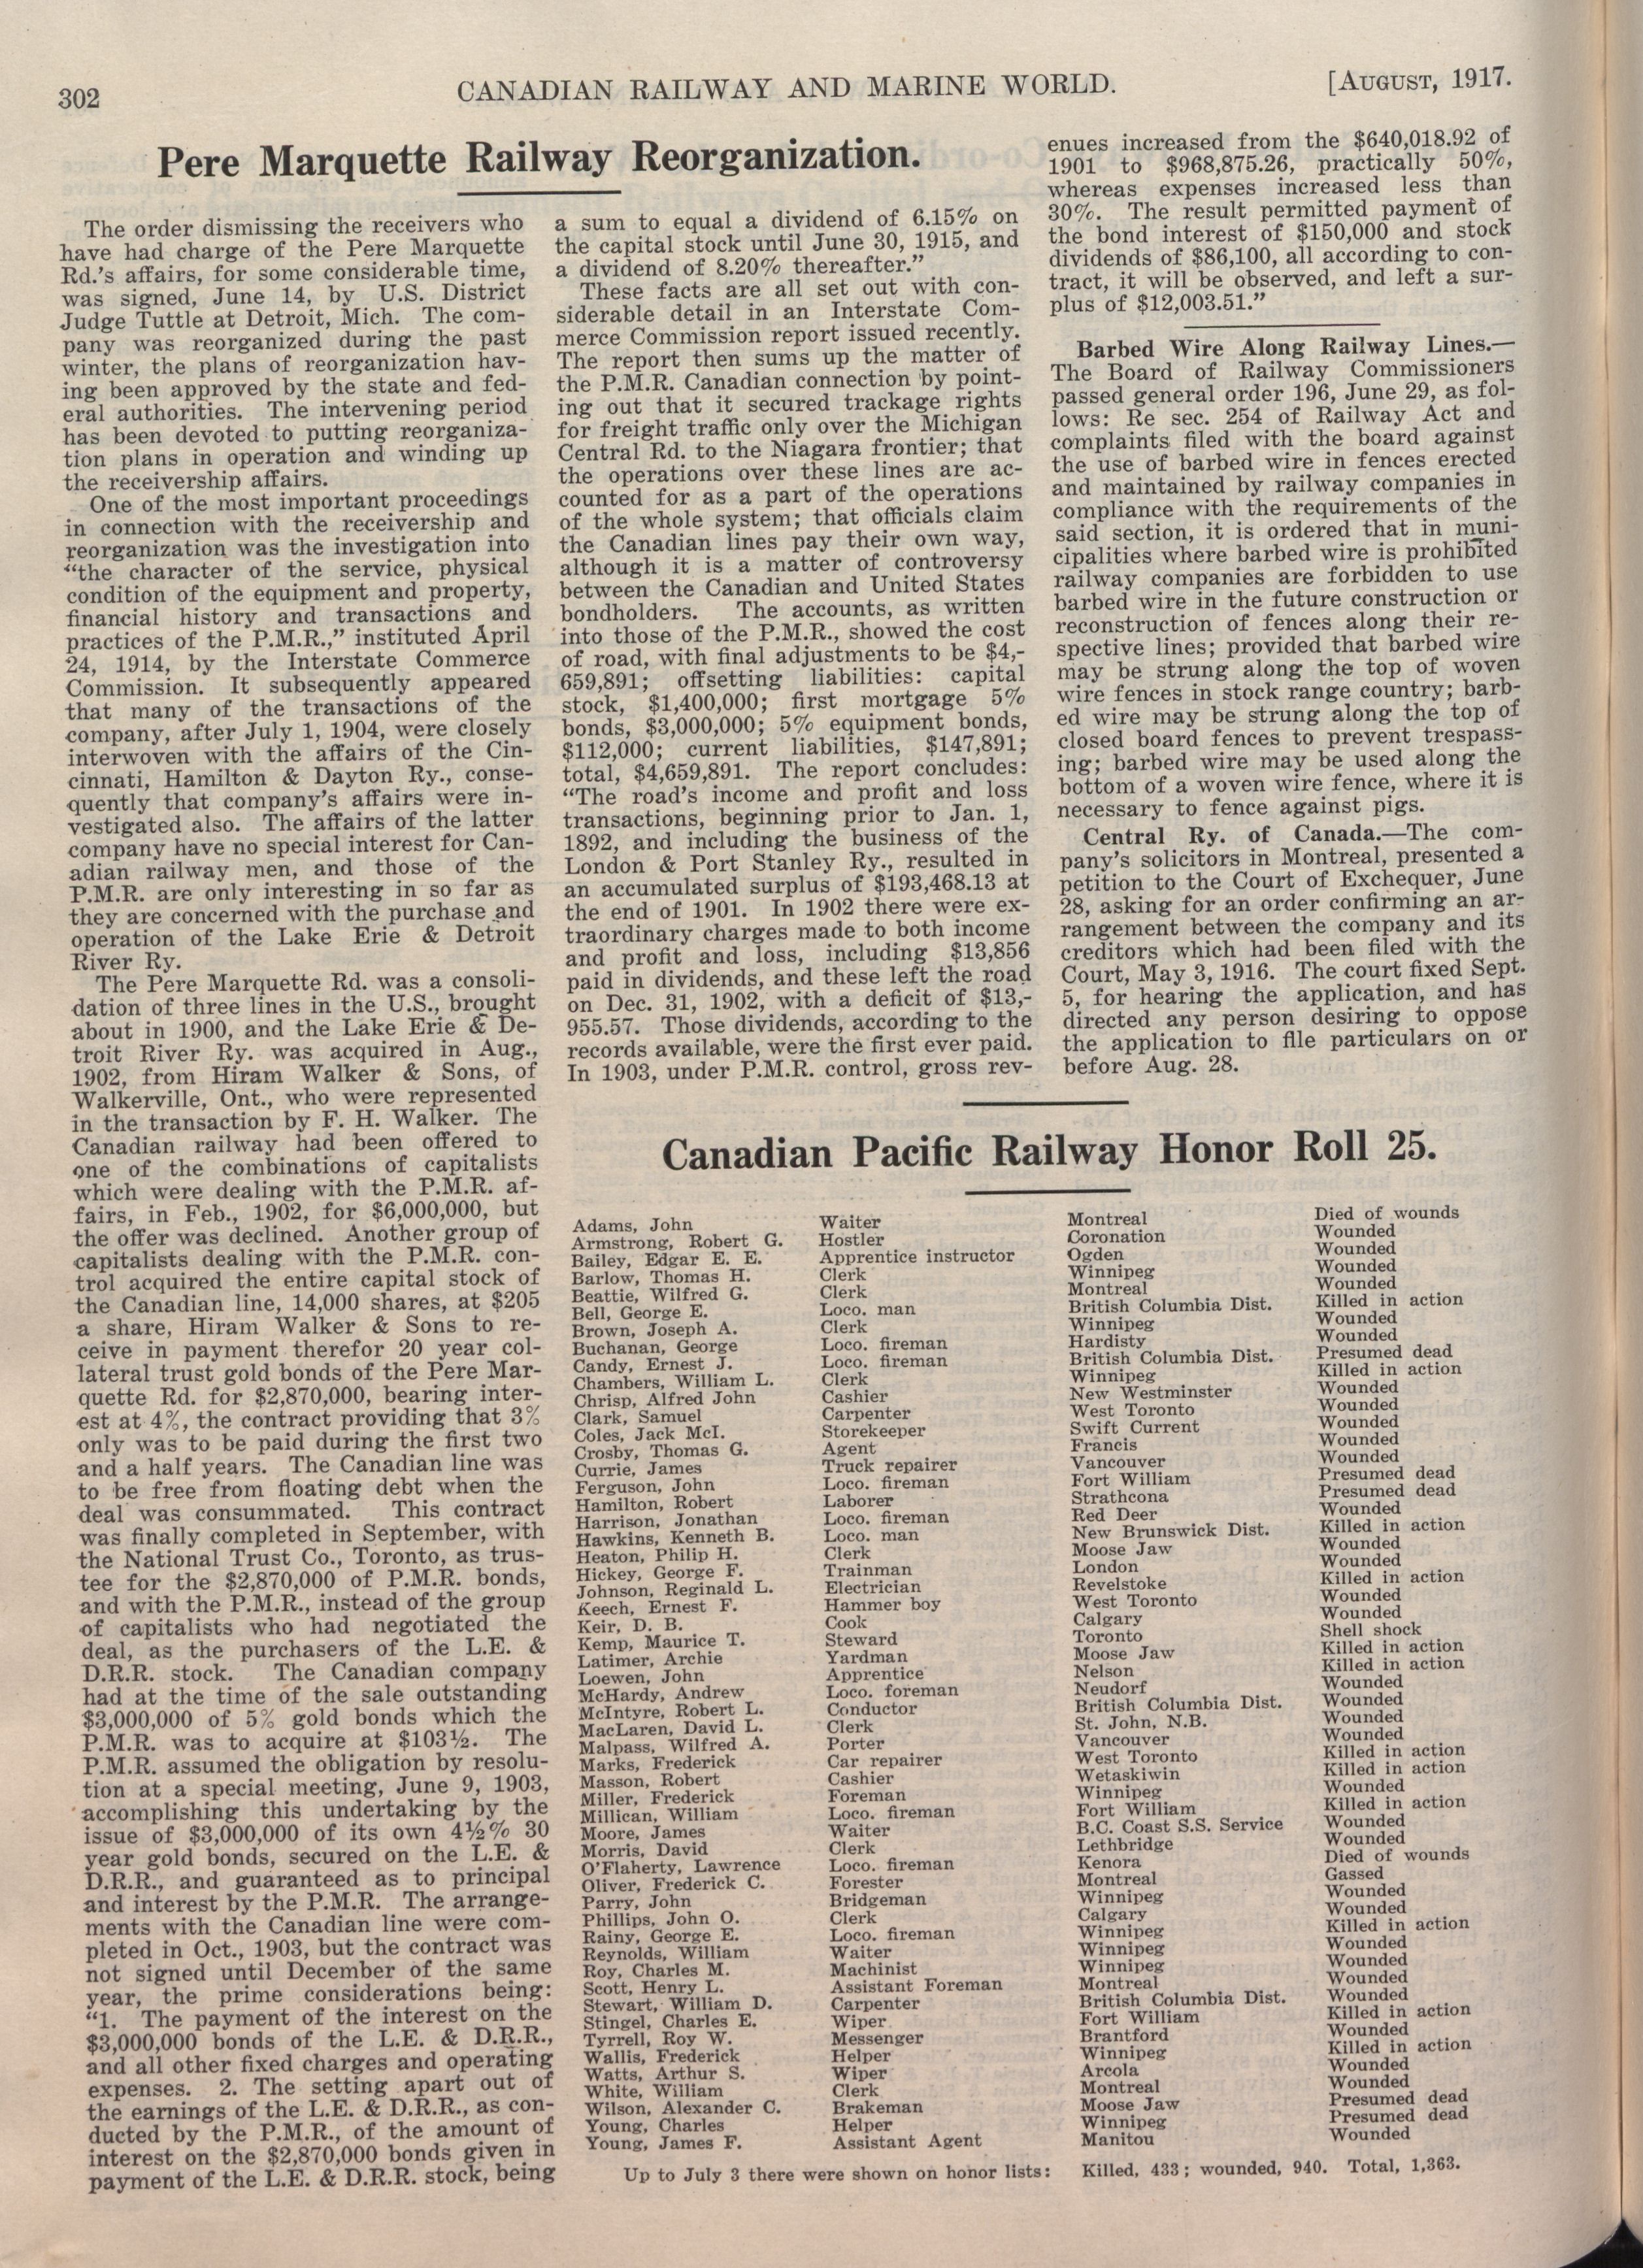 302
CANADIAN RAILWAY AND MARINE WORLD.
[AUGUST, 1917.
Pere Marquette Railway Reorganization.
The order dismissing the receivers who
have had charge of the Pere Marquette
Rd.'s affairs, for some considerable time,
was signed, June 14, by U.S. District
Judge Tuttle at Detroit, Mich. The com-
pany was reorganized during the past
winter, the plans of reorganization hav-
ing been approved by the state and fed-
eral authorities. The intervening period
has been devoted to putting reorganiza-
tion plans in operation and winding up
the receivership affairs.
One of the most important proceedings
in connection with the receivership and
reorganization was the investigation into
“the character of the service, physical
condition of the equipment and property,
financial history and transactions and
practices of the P.M.R.,” instituted April
24, 1914, by the Interstate Commerce
Commission. It subsequently appeared
that many of the transactions of the
company, after July 1, 1904, were closely
interwoven with the affairs of the Cin-
cinnati, Hamilton & Dayton Ry., conse-
quently that company's affairs were in-
vestigated also. The affairs of the latter
company have no special interest for Can-
adian railway men, and those of the
P.M.R. are only interesting in so far as
they are concerned with the purchase and
operation of the Lake Erie & Detroit
River Ry.
The Pere Marquette Rd. was a consoli-
dation of three lines in the U.S., brought
about in 1900, and the Lake Erie & De-
troit River Ry. was acquired in Aug.,
1902, from Hiram Walker & Sons, of
Walkerville, Ont., who were represented
in the transaction by F. H. Walker. The
Canadian railway had been offered to
one of the combinations of capitalists
which were dealing with the P.M.R. af-
fairs, in Feb., 1902, for $6,000,000, but
the offer was declined. Another group of
capitalists dealing with the P.M.R. con-
trol acquired the entire capital stock of
the Canadian line, 14,000 shares, at $205
a share, Hiram Walker & Sons to re-
ceive in payment therefor 20 year col-
lateral trust gold bonds of the Pere Mar-
quette Rd. for $2,870,000, bearing inter-
est at 4%, the contract providing that 3%
only was to be paid during the first two
and a half years. The Canadian line was
to be free from floating debt when the
deal was consummated. This contract
was finally completed in September, with
the National Trust Co., Toronto, as trus-
tee for the $2,870,000 of P.M.R. bonds,
and with the P.M.R., instead of the group
of capitalists who had negotiated the
deal, as the purchasers of the L.E. &
D.R.R. stock. The Canadian company
had at the time of the sale outstanding
$3,000,000 of 5% gold bonds which the
P.M.R. was to acquire at $103½. The
P.M.R. assumed the obligation by resolu-
tion at a special meeting, June 9, 1903,
accomplishing this undertaking by the
issue of $3,000,000 of its own 4½% 30
year gold bonds, secured on the L.E. &
D.R.R., and guaranteed as to principal
and interest by the P.M.R. The arrange-
ments with the Canadian line were com-
pleted in Oct., 1903, but the contract was
not signed until December of the same
year, the prime considerations being:
“1. The payment of the interest on the
$3,000,000 bonds of the L.E. & D.R.R.,
and all other fixed charges and operating
expenses. 2. The setting apart out of
the earnings of the L.E. & D.R.R., as con-
ducted by the P.M.R., of the amount of
interest on the $2,870,000 bonds given in
payment of the L.E. & D.R.R. stock, being
a sum to equal a dividend of 6.15% on
the capital stock until June 30, 1915, and
a dividend of 8.20% thereafter.”
These facts are all set out with con-
siderable detail in an Interstate Com-
merce Commission report issued recently.
The report then sums up the matter of
the P.M.R. Canadian connection by point-
ing out that it secured trackage rights
for freight traffic only over the Michigan
Central Rd. to the Niagara frontier; that
the operations over these lines are ac-
counted for as a part of the operations
of the whole system; that officials claim
the Canadian lines pay their own way,
although it is a matter of controversy
between the Canadian and United States
bondholders. The accounts, as written
into those of the P.M.R., showed the cost
of road, with final adjustments to be $4,-
659,891; offsetting liabilities: capital
stock, $1,400,000; first mortgage 5%
bonds, $3,000,000; 5% equipment bonds,
$112,000; current liabilities, $147,891;
total, $4,659,891. The report concludes:
“The road's income and profit and loss
transactions, beginning prior to Jan. 1,
1892, and including the business of the
London & Port Stanley Ry., resulted in
an accumulated surplus of $193,468.13 at
the end of 1901. In 1902 there were ex-
traordinary charges made to both income
and profit and loss, including $13,856
paid in dividends, and these left the road
on Dec. 31, 1902, with a deficit of $13,-
955.57. Those dividends, according to the
records available, were the first ever paid.
In 1903, under P.M.R. control, gross rev-
enues increased from the $640,018.92 of
1901 to $968,875.26, practically 50%,
whereas expenses increased less than
30%. The result permitted payment of
the bond interest of $150,000 and stock
dividends of $86,100, all according to con-
tract, it will be observed, and left a sur-
plus of $12,003.51.”
Barbed Wire Along Railway Lines.—
The Board of Railway Commissioners
passed general order 196, June 29, as fol-
lows: Re sec. 254 of Railway Act and
complaints filed with the board against
the use of barbed wire in fences erected
and maintained by railway companies in
compliance with the requirements of the
said section, it is ordered that in muni-
cipalities where barbed wire is prohibited
railway companies are forbidden to use
barbed wire in the future construction or
reconstruction of fences along their re-
spective lines; provided that barbed wire
may be strung along the top of woven
wire fences in stock range country; barb-
ed wire may be strung along the top of
closed board fences to prevent trespass-
ing; barbed wire may be used along the
bottom of a woven wire fence, where it is
necessary to fence against pigs.
Central Ry. of Canada.—The com-
pany's solicitors in Montreal, presented a
petition to the Court of Exchequer, June
28, asking for an order confirming an ar-
rangement between the company and its
creditors which had been filed with the
Court, May 3, 1916. The court fixed Sept.
5, for hearing the application, and has
directed any person desiring to oppose
the application to file particulars on or
before Aug. 28.
Canadian Pacific Railway Honor Roll 25.
Adams, John Waiter Montreal Died of wounds
Armstrong, Robert G. Hostler Coronation Wounded
Bailey, Edgar E. E. Apprentice instructor Ogden Wounded
Barlow, Thomas H. Clerk Winnipeg Wounded
Beattie, Wilfred G. Clerk Montreal Wounded
Bell, George E. Loco. man British Columbia Dist. Killed in action
Brown, Joseph A. Clerk Winnipeg Wounded
Buchanan, George Loco. fireman Hardisty Wounded
Candy, Ernest J. Loco. fireman British Columbia Dist. Presumed dead
Chambers, William L. Clerk Winnipeg Killed in action
Chrisp, Alfred John Cashier New Westminster Wounded
Clark, Samuel Carpenter West Toronto Wounded
Coles, Jack McI. Storekeeper Swift Current Wounded
Crosby, Thomas G. Agent Francis Wounded
Currie, James Truck repairer Vancouver Wounded
Ferguson, John Loco. fireman Fort William Presumed dead
Hamilton, Robert Laborer Strathcona Presumed dead
Harrison, Jonathan Loco. fireman Red Deer Wounded
Hawkins, Kenneth B. Loco. man New Brunswick Dist. Killed in action
Heaton, Philip H. Clerk Moose Jaw Wounded
Hickey, George F. Trainman London Wounded
Johnson, Reginald L. Electrician Revelstoke Killed in action
Keech, Ernest F. Hammer boy West Toronto Wounded
Keir, D. B. Cook Calgary Wounded
Kemp, Maurice T. Steward Toronto Shell shock
Latimer, Archie Yardman Moose Jaw Killed in action
Loewen, John Apprentice Nelson Killed in action
McHardy, Andrew Loco. foreman Neudorf Wounded
McIntyre, Robert L. Conductor British Columbia Dist. Wounded
MacLaren, David L. Clerk St. John, N.B. Wounded
Malpass, Wilfred A. Porter Vancouver Wounded
Marks, Frederick Car repairer West Toronto Killed in action
Masson, Robert Cashier Wetaskiwin Killed in action
Miller, Frederick Foreman Winnipeg Wounded
Millican, William Loco. fireman Fort William Killed in action
Moore, James Waiter B.C. Coast S.S. Service Wounded
Morris, David Clerk Lethbridge Wounded
O'Flaherty, Lawrence Loco. fireman Kenora Died of wounds
Oliver, Frederick C. Forester Montreal Gassed
Parry, John Bridgeman Winnipeg Wounded
Phillips, John O. Clerk Calgary Wounded
Rainy, George E. Loco. fireman Winnipeg Killed in action
Reynolds, William Waiter Winnipeg Wounded
Roy, Charles M. Machinist Winnipeg Wounded
Scott, Henry L. Assistant Foreman Montreal Wounded
Stewart, William D. Carpenter British Columbia Dist. Wounded
Stingel, Charles E. Wiper Fort William Killed in action
Tyrrell, Roy W. Messenger Brantford Wounded
Wallis, Frederick Helper Winnipeg Killed in action
Watts, Arthur S. Wiper Arcola Wounded
White, William Clerk Montreal Wounded
Wilson, Alexander C. Brakeman Moose Jaw Presumed dead
Young, Charles Helper Winnipeg Presumed dead
Young, James F. Assistant Agent Manitou Wounded
Up to July 3 there were shown on honor lists: Killed, 433; wounded, 940. Total, 1,363.